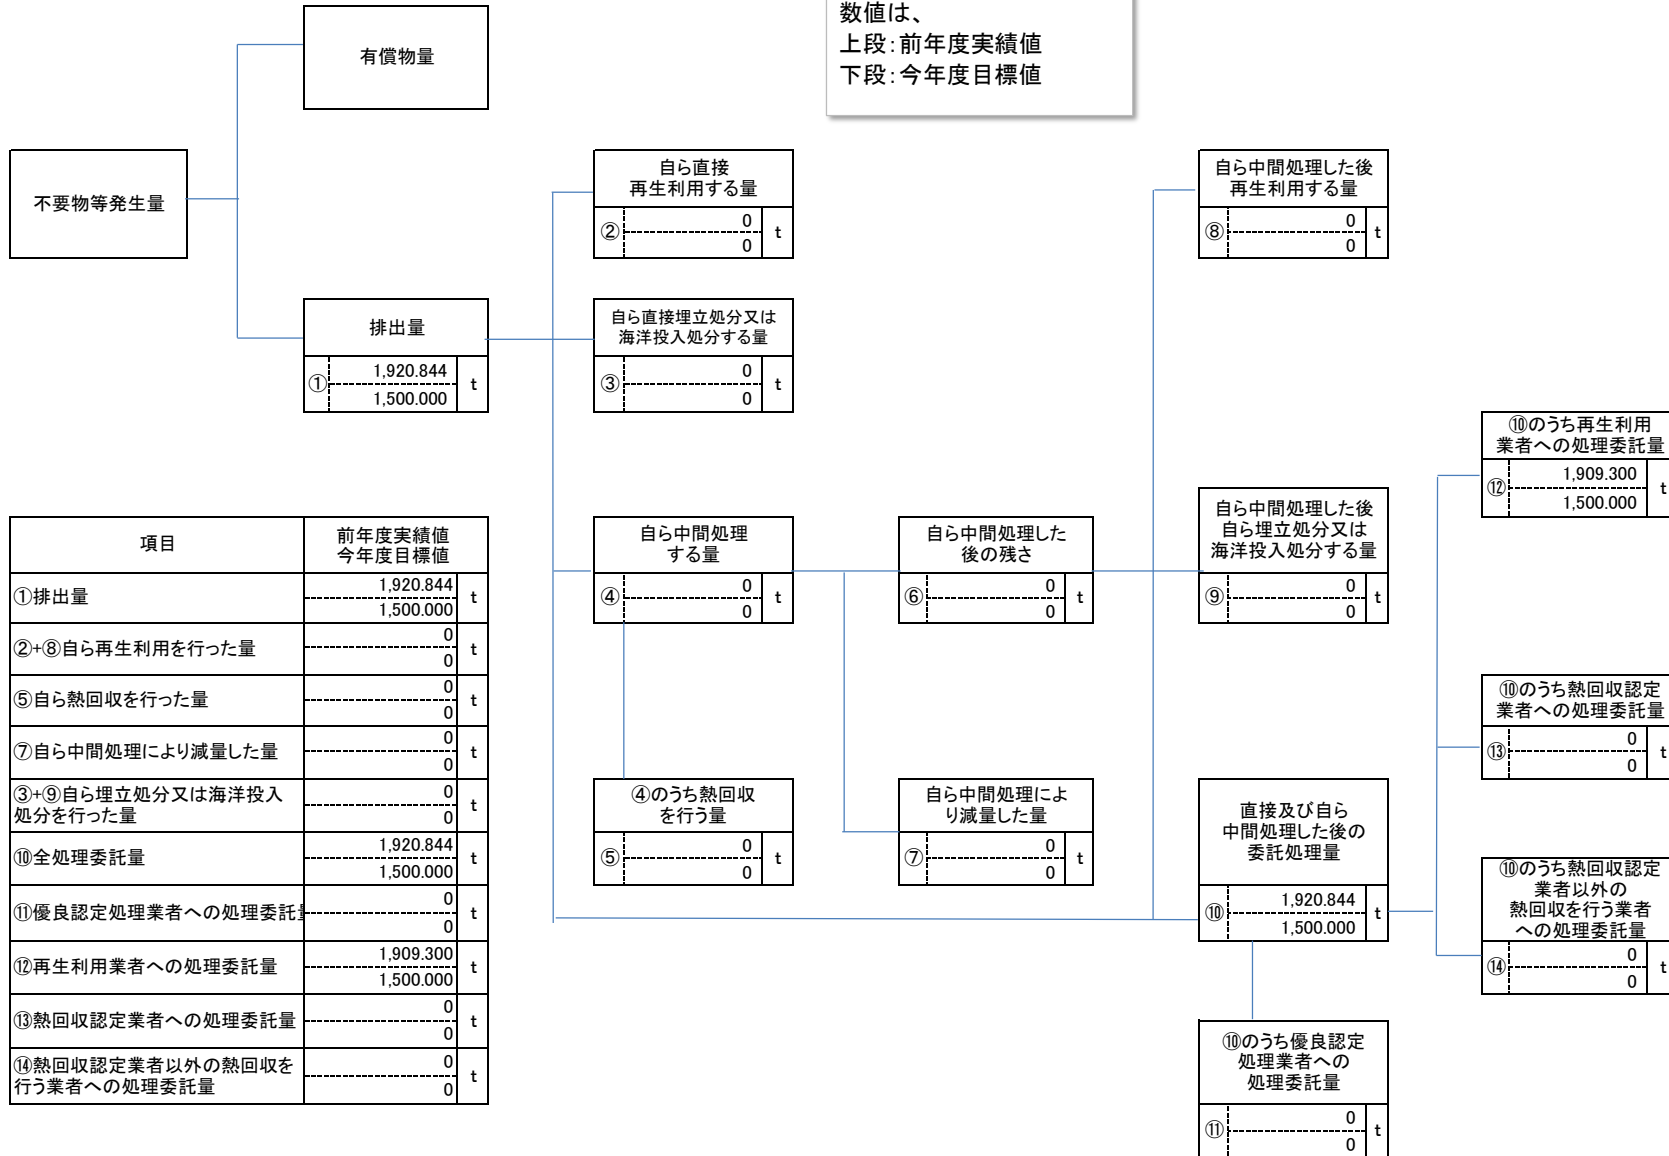 数値は、
上段:前年度実績値
下段:今年度目標値
有償物量
不要物等発生量
排出量
①
1,920.844
1,500.000
t
自ら直接
再生利用する量
②
0
0
t
自ら直接埋立処分又は
海洋投入処分する量
③
0
0
t
自ら中間処理
する量
④
0
0
t
④のうち熱回収
を行う量
⑤
0
0
t
自ら中間処理した
後の残さ
⑥
0
0
t
自ら中間処理によ
り減量した量
⑦
0
0
t
自ら中間処理した後
再生利用する量
⑧
0
0
t
自ら中間処理した後
自ら埋立処分又は
海洋投入処分する量
⑨
0
0
t
直接及び自ら
中間処理した後の
委託処理量
⑩
1,920.844
1,500.000
t
⑩のうち優良認定
処理業者への
処理委託量
⑪
0
0
t
⑩のうち再生利用
業者への処理委託量
⑫
1,909.300
1,500.000
t
⑩のうち熱回収認定
業者への処理委託量
⑬
0
0
t
⑩のうち熱回収認定
業者以外の
熱回収を行う業者
への処理委託量
⑭
0
0
t
項目
前年度実績値
今年度目標値
①排出量
1,920.844
1,500.000
t
②+⑧自ら再生利用を行った量
0
0
t
⑤自ら熱回収を行った量
0
0
t
⑦自ら中間処理により減量した量
0
0
t
③+⑨自ら埋立処分又は海洋投入
処分を行った量
0
0
t
⑩全処理委託量
1,920.844
1,500.000
t
⑪優良認定処理業者への処理委託
0
0
t
⑫再生利用業者への処理委託量
1,909.300
1,500.000
t
⑬熱回収認定業者への処理委託量
0
0
t
⑭熱回収認定業者以外の熱回収を
行う業者への処理委託量
0
0
t